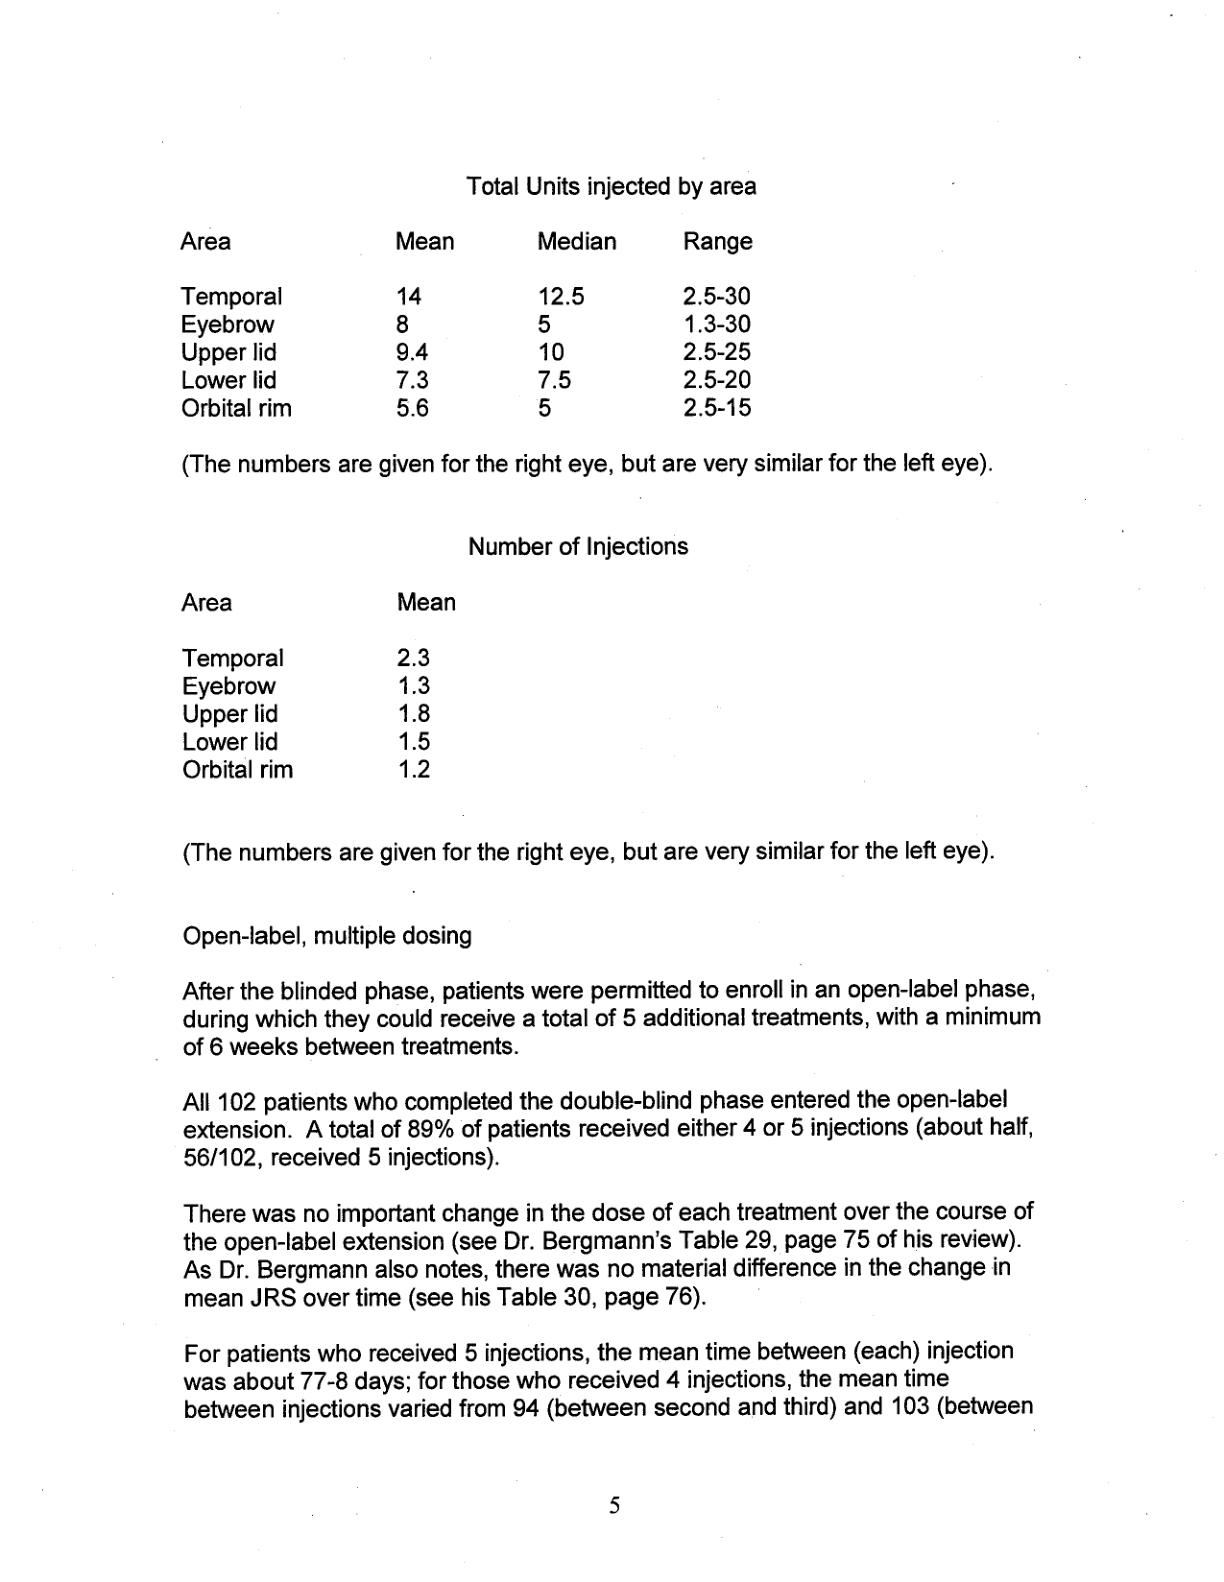 Total Units injected by area
Area Mean Median Range
Temporal 14 12.5 2.5-30
Eyebrow 8 5 1.3-30
Upper lid 9.4 10 2.5-25
Lower lid 7.3 7.5 2.5-20
Orbital rim 5.6 5 2.5-15
(The numbers are given for the right eye, but are very similar for the left eye).
Number of Injections
Area Mean
Temporal 2.3
Eyebrow 1.3
Upper lid 1.8
Lower lid 1.5
Orbital rim 1.2
(The numbers are given for the right eye, but are very similar for the left eye).
Open-label, multiple dosing
After the blinded phase, patients were permitted to enroll in an open-label phase,
during which they could receive a total of 5 additional treatments, with a minimum
of 6 weeks between treatments.
All 102 patients who completed the double-blind phase entered the open-label
extension.  A total of 89% of patients received either 4 or 5 injections (about half,
56/102, received 5 injections).
There was no important change in the dose of each treatment over the course of
the open-label extension (see Dr. Bergmann's Table 29, page 75 of his review).
As Dr. Bergmann also notes, there was no material difference in the change in
mean JRS over time (see his Table 30, page 76).
For patients who received 5 injections, the mean time between (each) injection
was about 77-8 days; for those who received 4 injections, the mean time
between injections varied from 94 (between second and third) and 103 (between
5